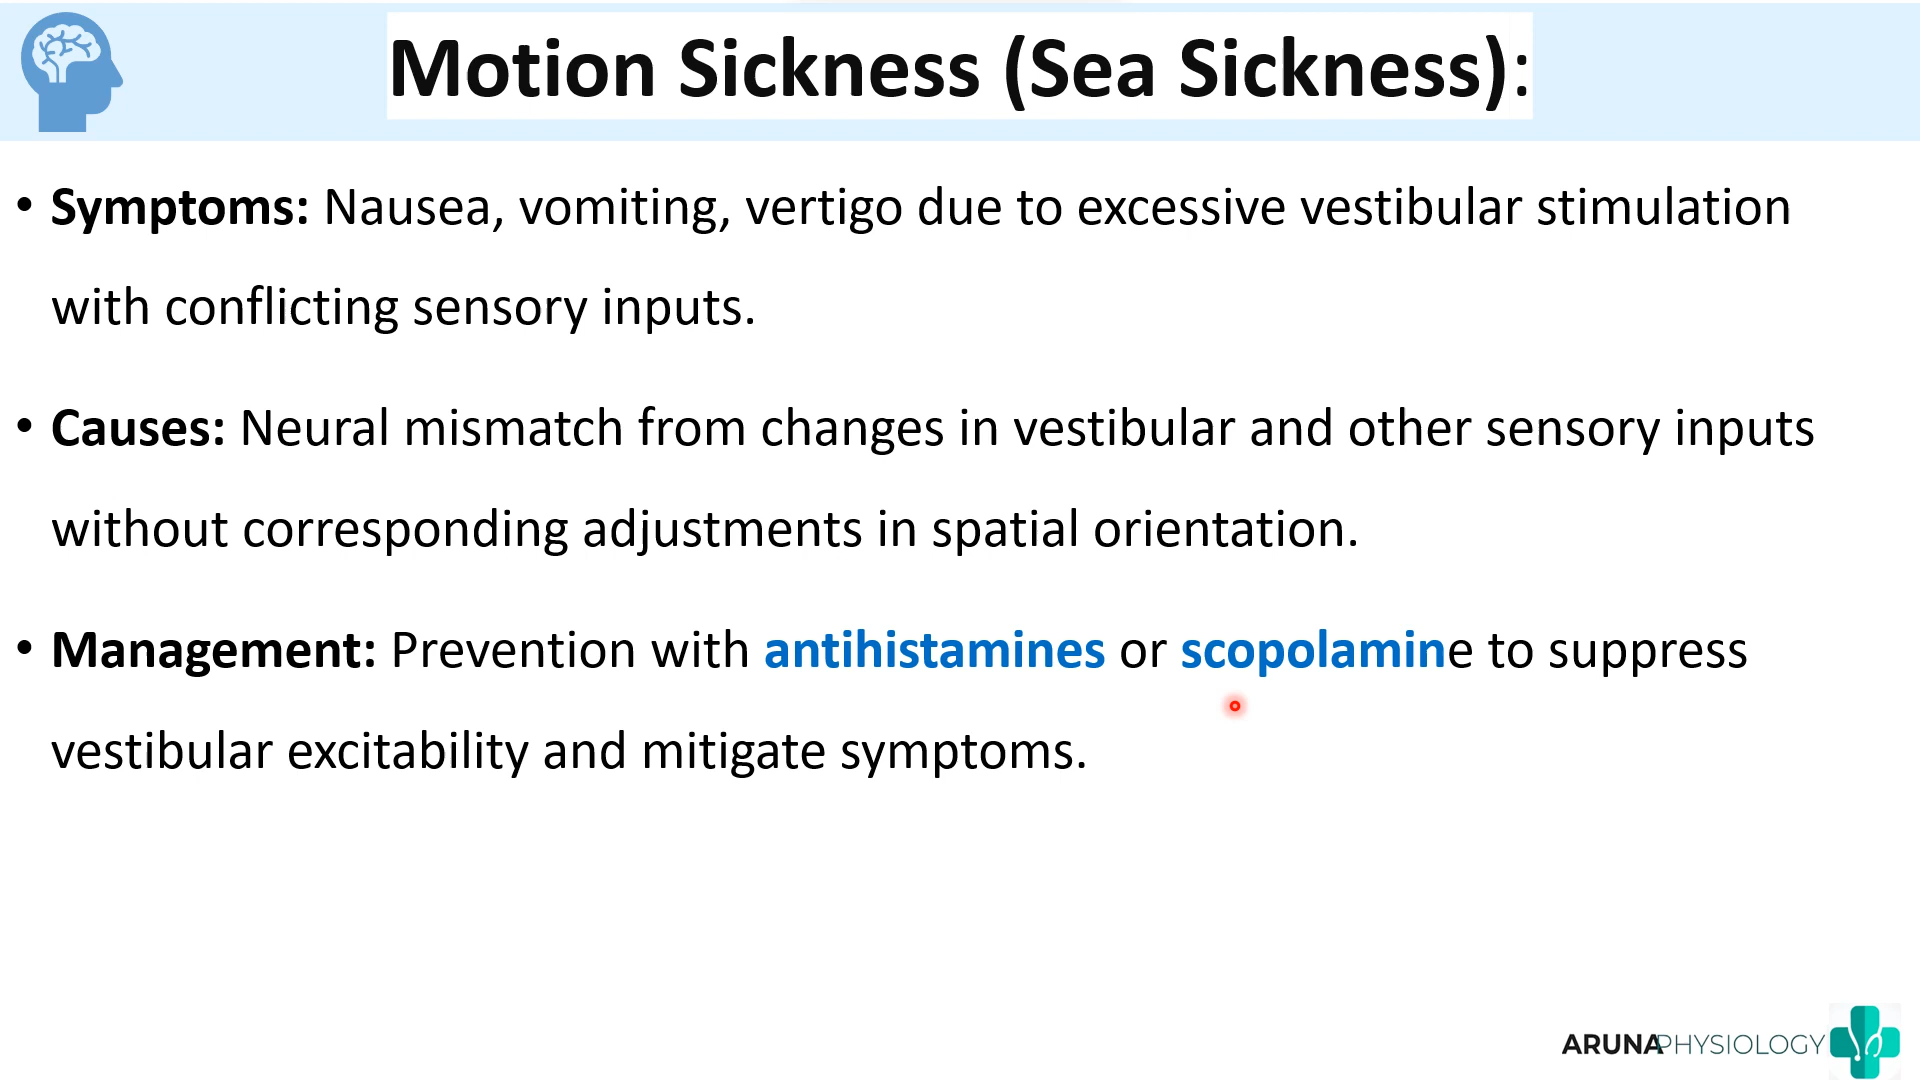 Motion Sickness (Sea Sickness):
• Symptoms: Nausea, vomiting, vertigo due to excessive vestibular stimulation
with conflicting sensory inputs.
• Causes: Neural mismatch from changes in vestibular and other sensory inputs
without corresponding adjustments in spatial orientation.
• Management: Prevention with antihistamines or scopolamine to suppress
vestibular excitability and mitigate symptoms.
ARUNAPHYSIOLOGY